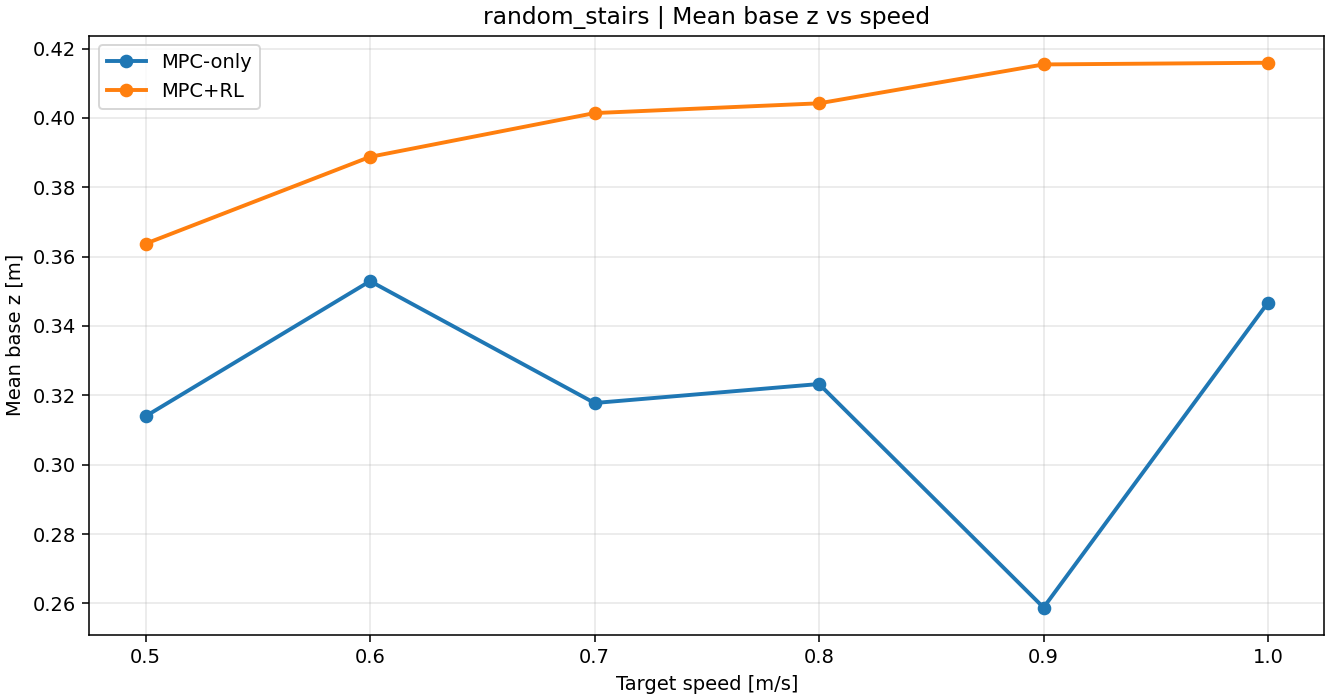 random_stairs | Mean base z vs speed
MPC-only
MPC+RL
Mean base z [m]
0.42
0.40
0.38
0.36
0.34
0.32
0.30
0.28
0.26
0.5 0.6 0.7 0.8 0.9 1.0
Target speed [m/s]